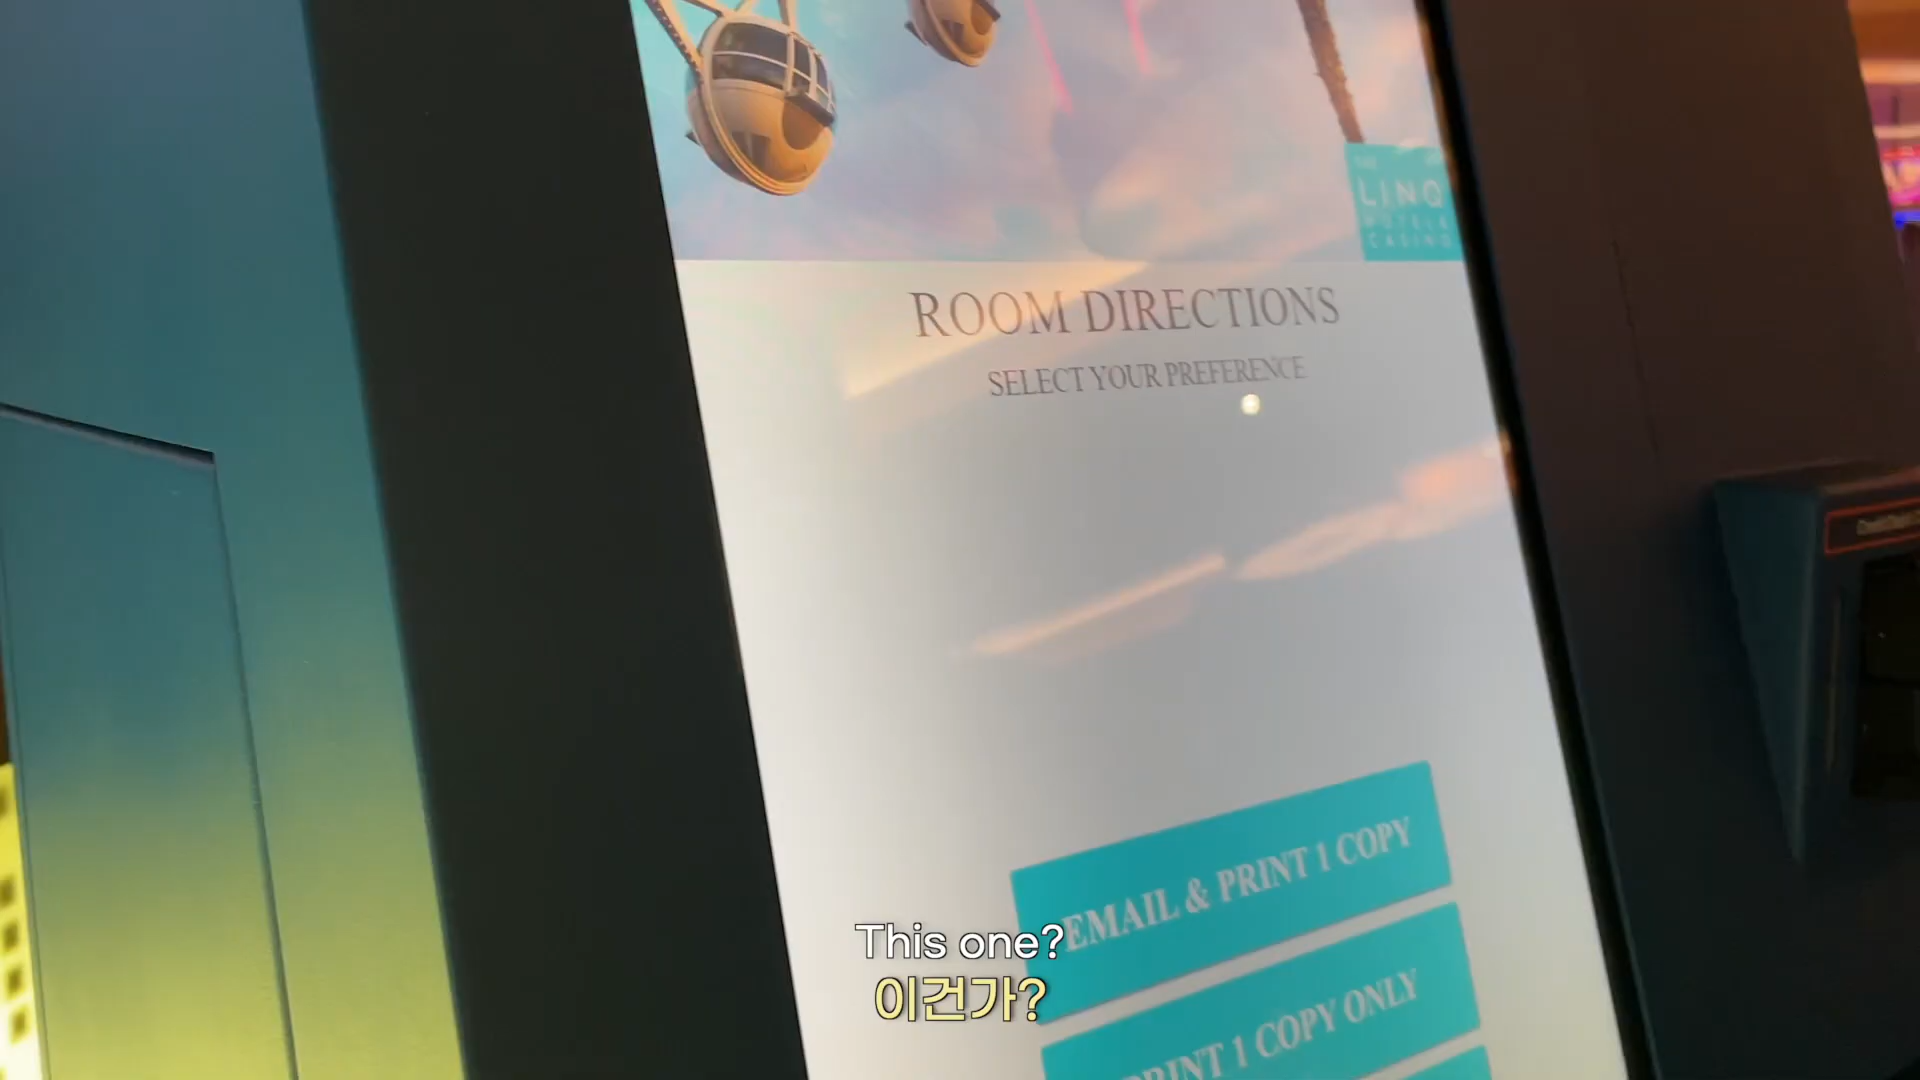 LINQ
HOTEL &
CASINO
ROOM DIRECTIONS
SELECT YOUR PREFERENCE
EMAIL & PRINT 1 COPY
PRINT 1 COPY ONLY
This one?
이건가?